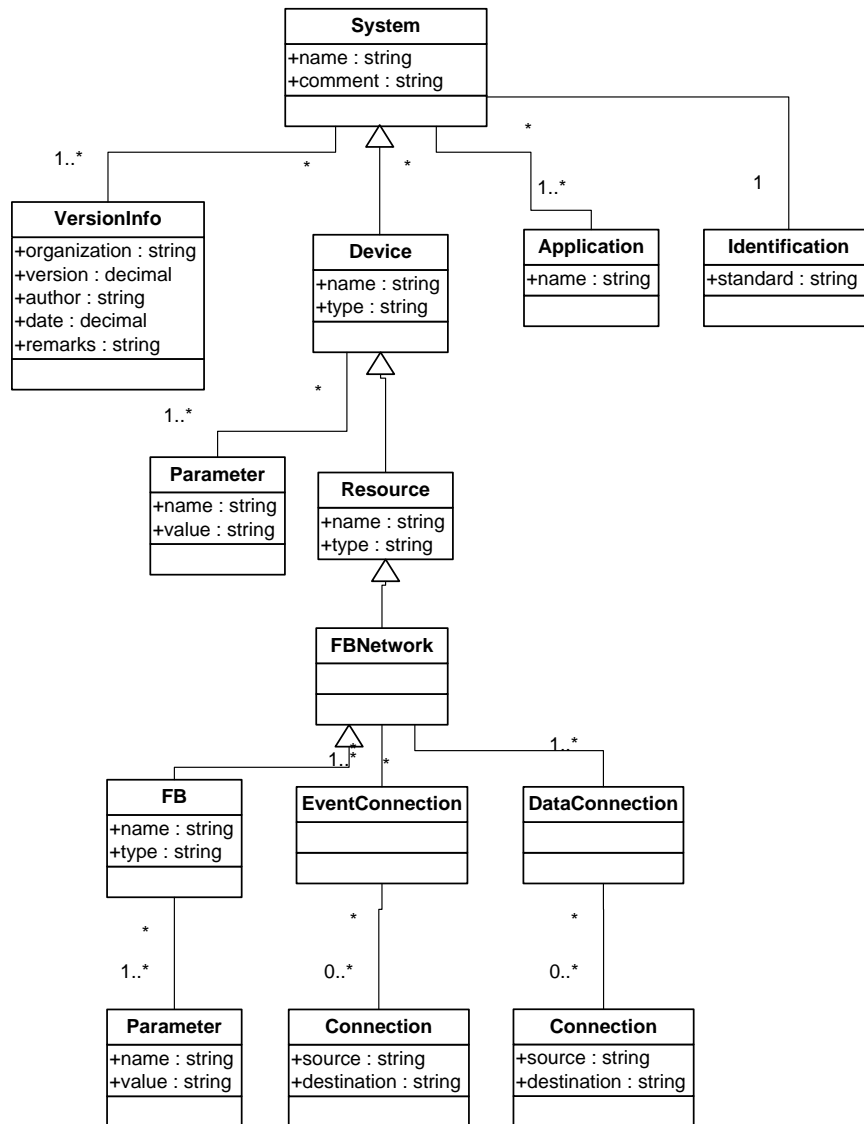 System
+name : string
+comment : string
1..*
*
*
*
1..*
1
VersionInfo
+organization : string
+version : decimal
+author : string
+date : decimal
+remarks : string
Device
+name : string
+type : string
Application
+name : string
Identification
+standard : string
*
1..*
Parameter
+name : string
+value : string
Resource
+name : string
+type : string
FBNetwork
1..*
*
*
1..*
FB
+name : string
+type : string
EventConnection
DataConnection
*
1..*
*
0..*
*
0..*
Parameter
+name : string
+value : string
Connection
+source : string
+destination : string
Connection
+source : string
+destination : string